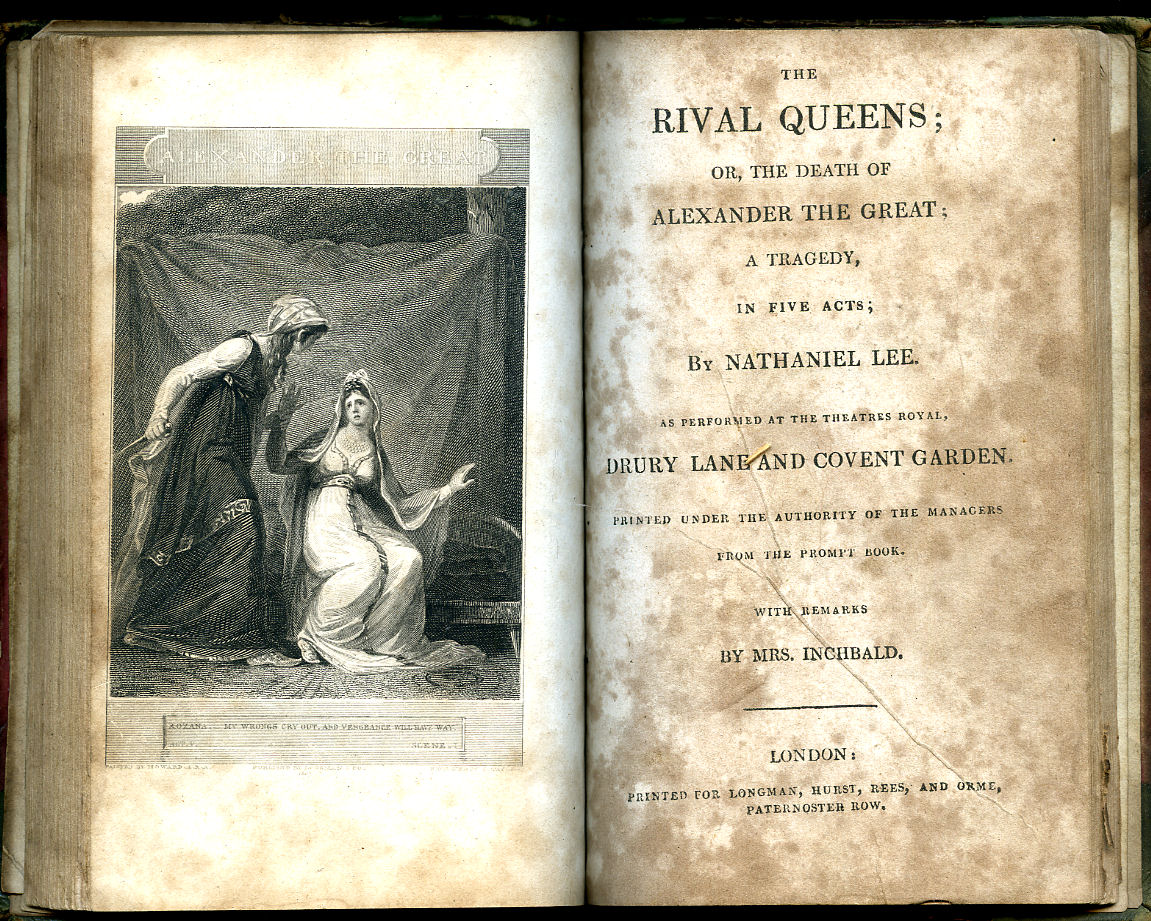 ALEXANDER THE GREAT
ROXANA. MY WRONGS CRY OUT, AND VENGEANCE WILL HAVE WAY.
ACT. V.
SCENE. I.
THE
RIVAL QUEENS;
OR, THE DEATH OF
ALEXANDER THE GREAT;
A TRAGEDY,
IN FIVE ACTS;
By NATHANIEL LEE.
AS PERFORMED AT THE THEATRES ROYAL,
DRURY LANE AND COVENT GARDEN.
PRINTED UNDER THE AUTHORITY OF THE MANAGERS
FROM THE PROMPT BOOK.
WITH REMARKS
BY MRS. INCHBALD.
LONDON:
PRINTED FOR LONGMAN, HURST, REES, AND ORME,
PATERNOSTER ROW.